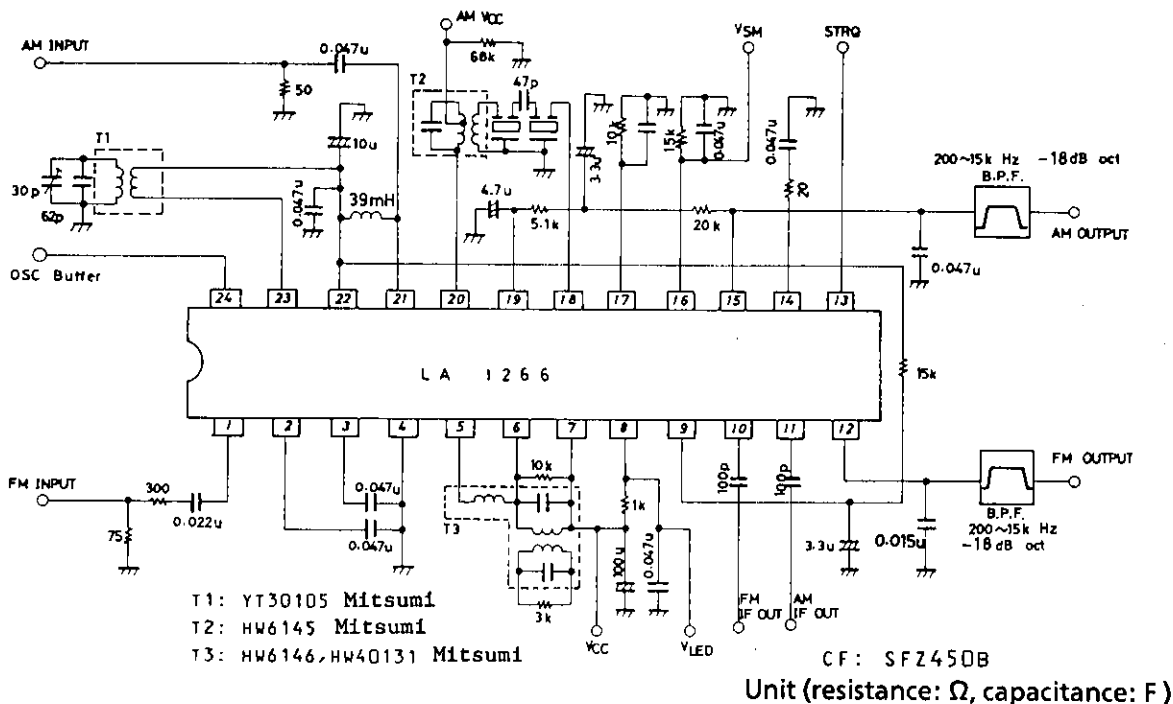 AM VCC
AM INPUT
0.047u
68k
VSM
STRQ
50
T2
47p
T1
10u
10k
15k
0.047u
0.047u
3.3u
200~15k Hz -18dB oct
B.P.F.
30p
62p
0.047u
39mH
4.7u
5.1k
20k
20
AM OUTPUT
0.047u
OSC Buffer
24 23 22 21 20 19 18 17 16 15 14 13
LA 1266
15k
1 2 3 4 5 6 7 8 9 10 11 12
FM INPUT
300
0.022u
75
0.047u
0.047u
10k
T3
3k
1k
100u
0.047u
100p
100p
FM OUTPUT
B.P.F.
200~15k Hz
-18dB oct
3.3u
0.015u
FM IF OUT
AM IF OUT
VCC
VLED
T1: YT30105 Mitsumi
T2: HW6145 Mitsumi
T3: HW6146,HW40131 Mitsumi
CF: SFZ450B
Unit (resistance: Ω, capacitance: F)